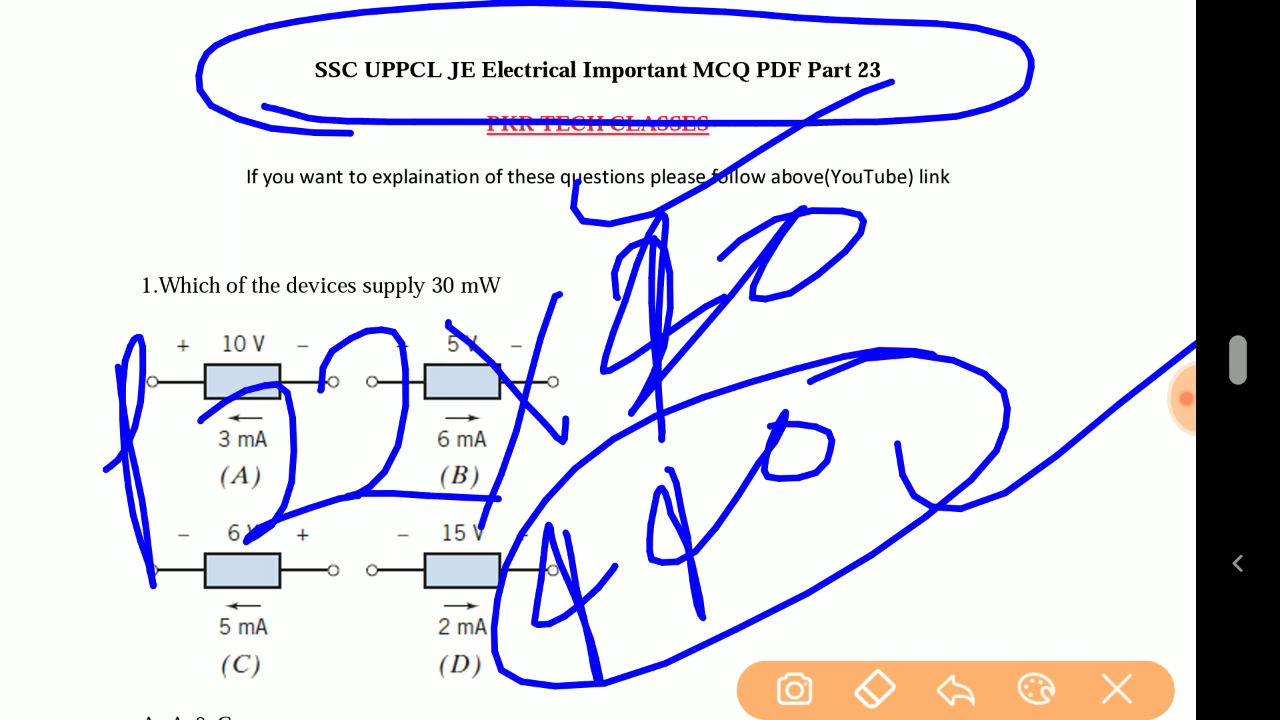 SSC UPPCL JE Electrical Important MCQ PDF Part 23
PKR TECH CLASSES
If you want to explaination of these questions please follow above(YouTube) link
1.Which of the devices supply 30 mW
+ 10 V − 5 V −
3 mA 6 mA
(A) (B)
− 6 V + − 15 V +
5 mA 2 mA
(C) (D)